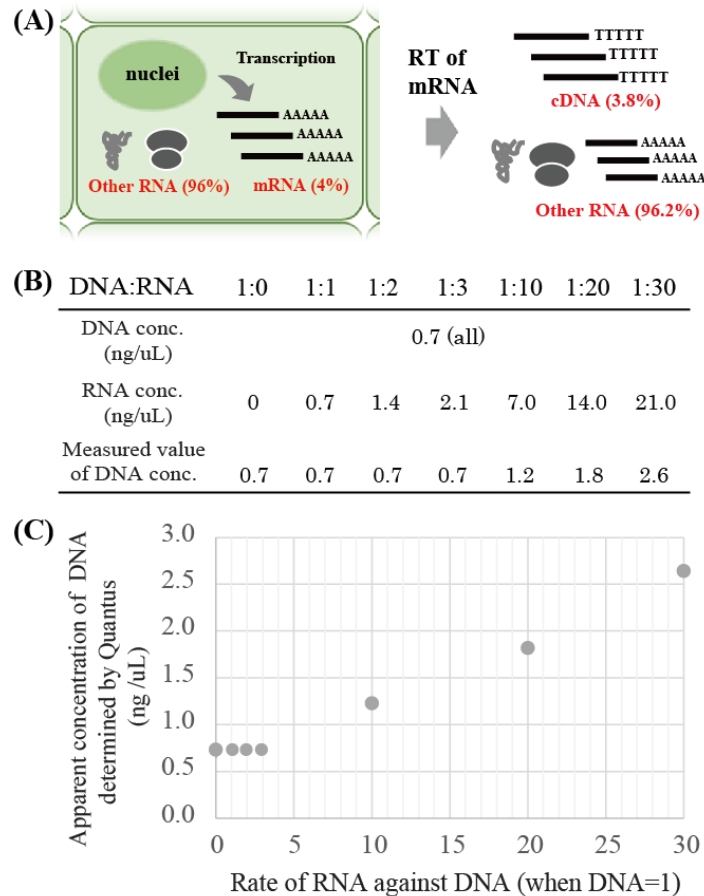 (A)
nuclei
Transcription
AAAAA
AAAAA
AAAAA
Other RNA (96%)
mRNA (4%)
RT of
mRNA
TTTTT
TTTTT
TTTTT
cDNA (3.8%)
AAAAA
AAAAA
AAAAA
Other RNA (96.2%)
(B)
DNA:RNA 1:0 1:1 1:2 1:3 1:10 1:20 1:30
DNA conc.
(ng/uL)
0.7 (all)
RNA conc.
(ng/uL)
0 0.7 1.4 2.1 7.0 14.0 21.0
Measured value
of DNA conc.
0.7 0.7 0.7 0.7 1.2 1.8 2.6
(C)
Apparent concentration of DNA
determined by Quantus
(ng /uL)
3.0
2.5
2.0
1.5
1.0
0.5
0.0
0 5 10 15 20 25 30
Rate of RNA against DNA (when DNA=1)